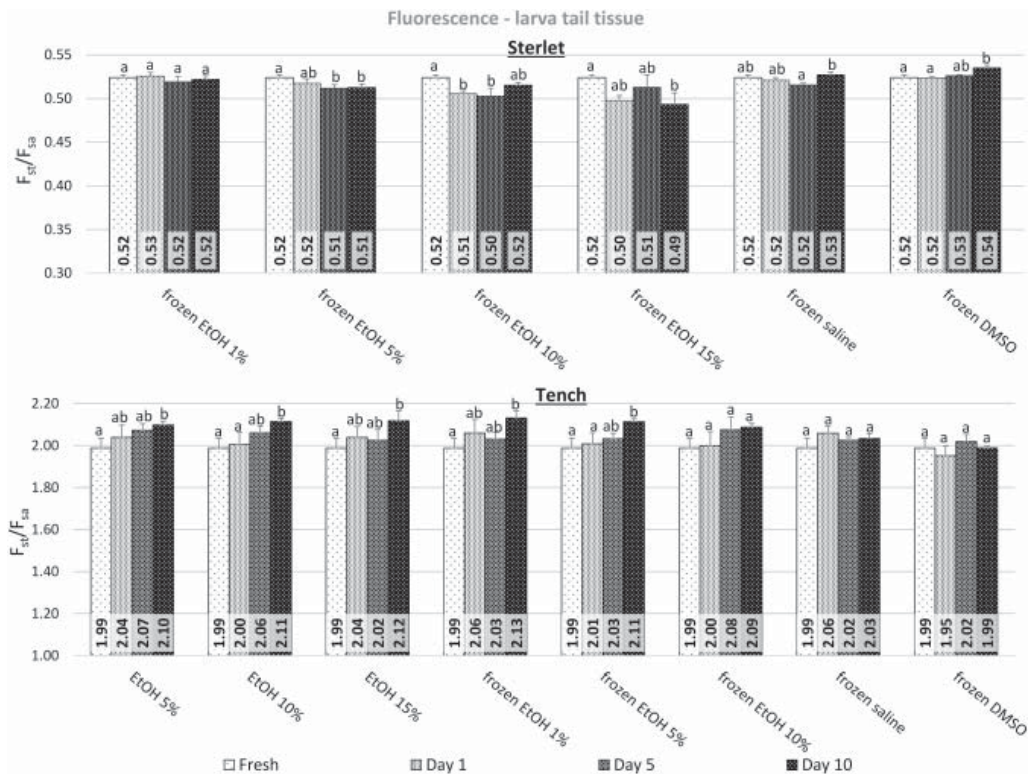 Fluorescence - larva tail tissue
Sterlet
a a a a a ab b b a b b ab a ab ab b ab ab a b a a ab b
0.55
0.50
0.45
0.40
0.35
0.30
Fst/Fsa
0.52 0.53 0.52 0.52 0.52 0.52 0.51 0.51 0.52 0.51 0.50 0.52 0.52 0.50 0.51 0.49 0.52 0.52 0.52 0.53 0.52 0.52 0.53 0.54
frozen EtOH 1%
frozen EtOH 5%
frozen EtOH 10%
frozen EtOH 15%
frozen saline
frozen DMSO
Tench
a ab ab b a a ab b a ab ab b a ab ab b a a ab b a a a a a a a a a a a a
2.20
2.00
1.80
1.60
1.40
1.20
1.00
Fst/Fsa
1.99 2.04 2.07 2.10 1.99 2.00 2.06 2.11 1.99 2.04 2.02 2.12 1.99 2.06 2.03 2.13 1.99 2.01 2.03 2.11 1.99 2.00 2.08 2.09 1.99 2.06 2.02 2.03 1.99 1.95 2.02 1.99
EtOH 5%
EtOH 10%
EtOH 15%
frozen EtOH 1%
frozen EtOH 5%
frozen EtOH 10%
frozen saline
frozen DMSO
Fresh Day 1 Day 5 Day 10